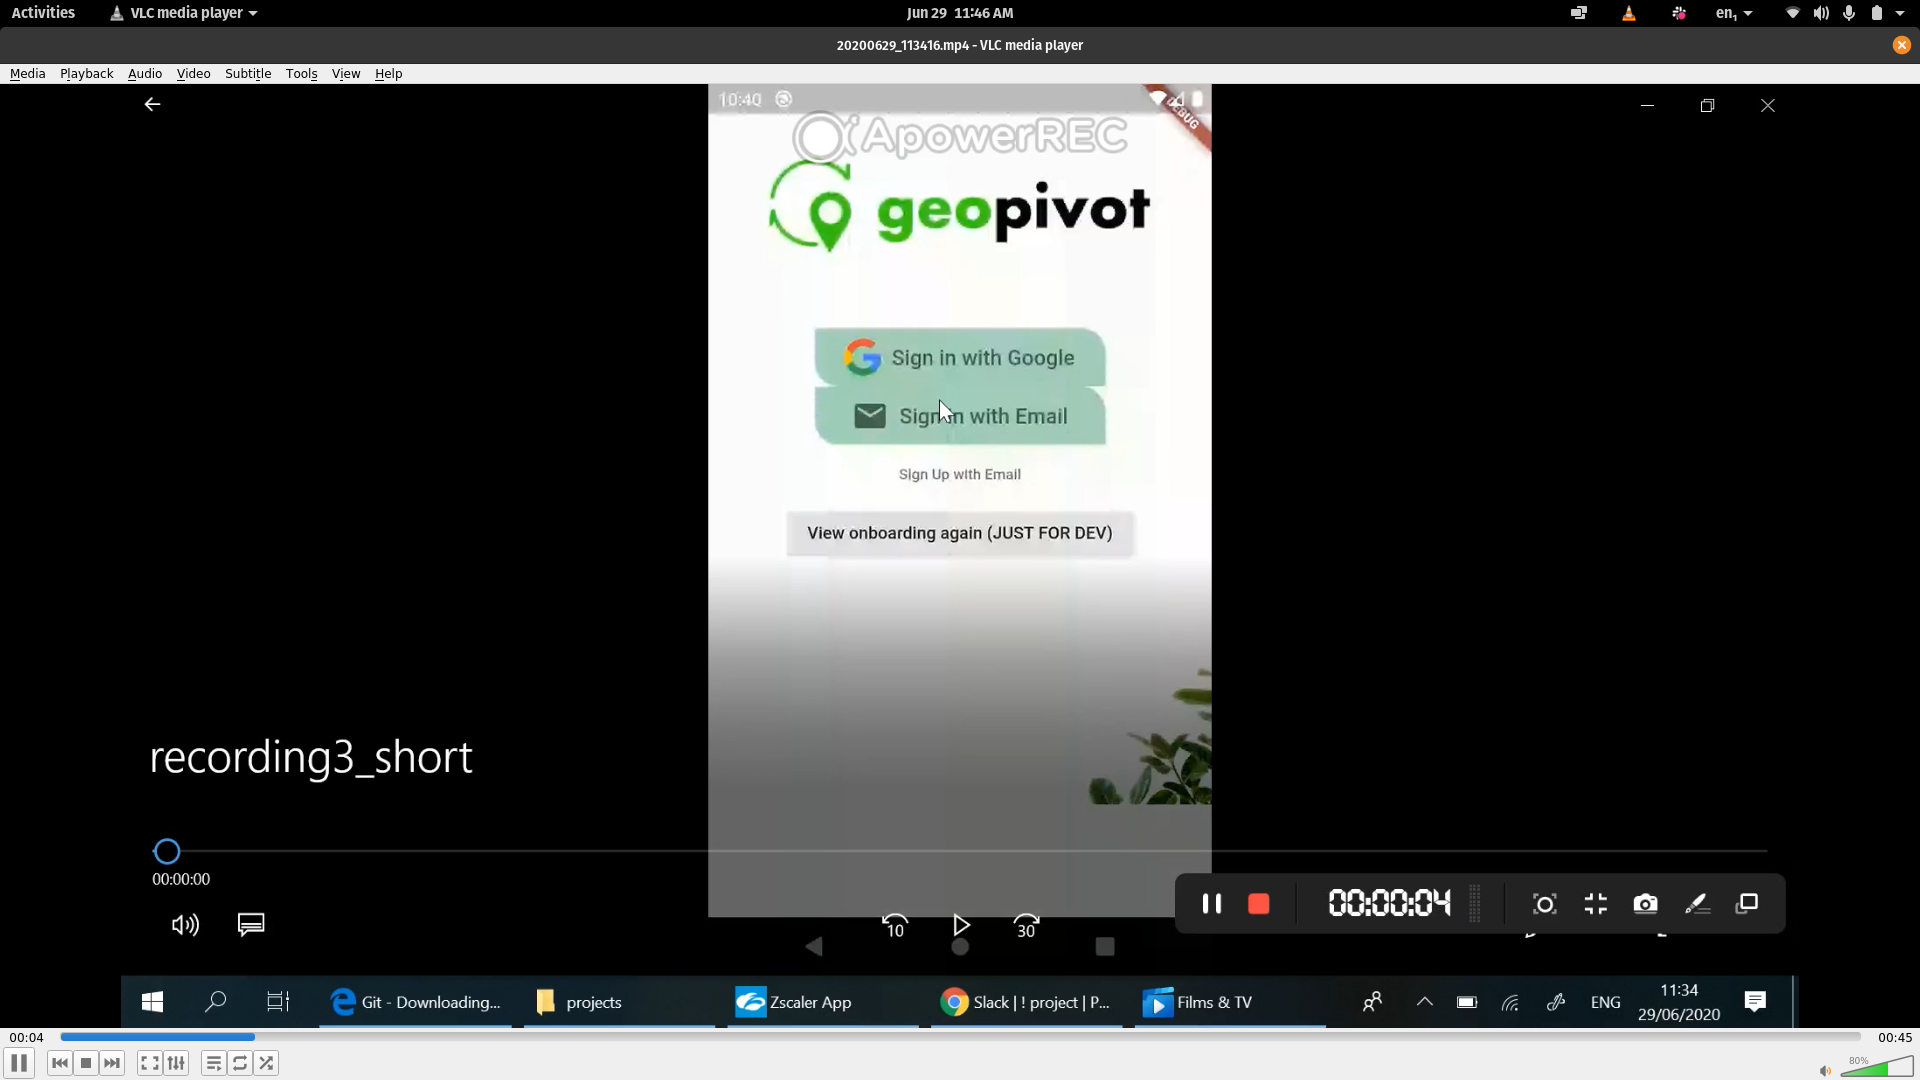 Activities VLC media player Jun 29 11:46 AM en1
20200629_113416.mp4 - VLC media player
Media Playback Audio Video Subtitle Tools View Help
10:40 DEBUG
ApowerREC
geopivot
Sign in with Google
Sign in with Email
Sign Up with Email
View onboarding again (JUST FOR DEV)
recording3_short
00:00:00
00:00:04
10 30
Git - Downloading... projects Zscaler App Slack | ! project | P... Films & TV ENG 11:34
29/06/2020
00:04 00:45
80%